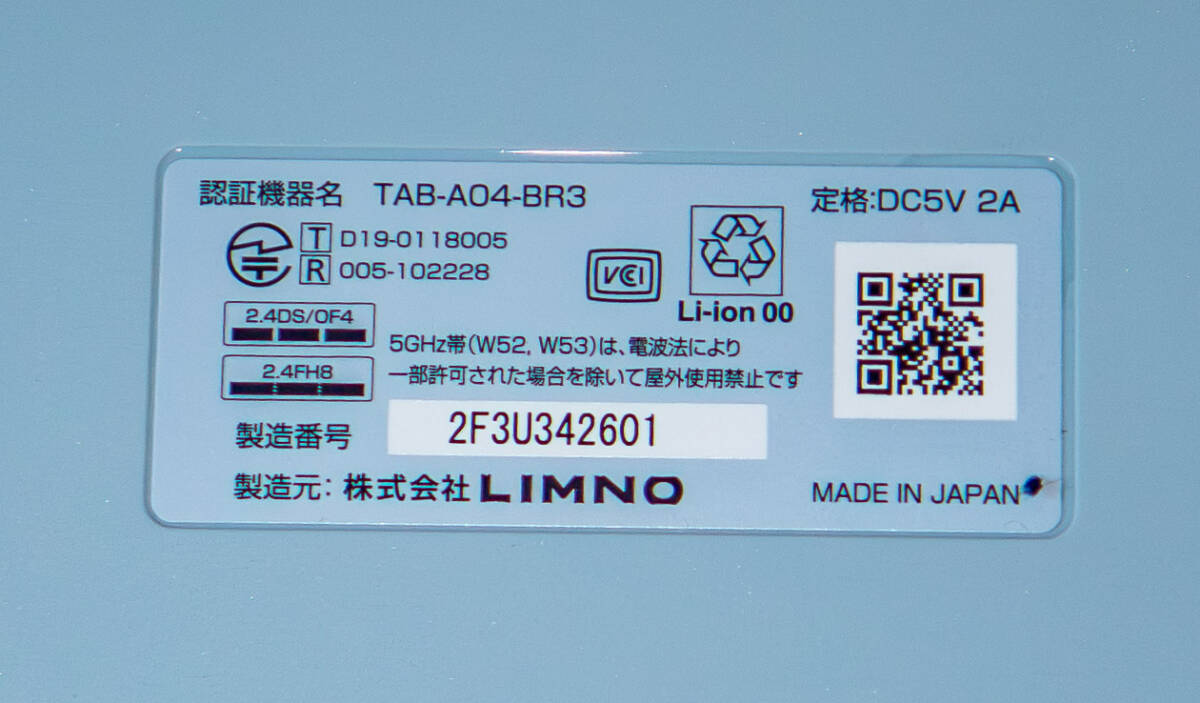 認証機器名 TAB-A04-BR3
定格:DC5V 2A
T D19-0118005
R 005-102228
VCCI
Li-ion 00
2.4DS/OF4
2.4FH8
5GHz帯(W52, W53)は、電波法により
一部許可された場合を除いて屋外使用禁止です
製造番号 2F3U342601
製造元: 株式会社 LIMNO
MADE IN JAPAN